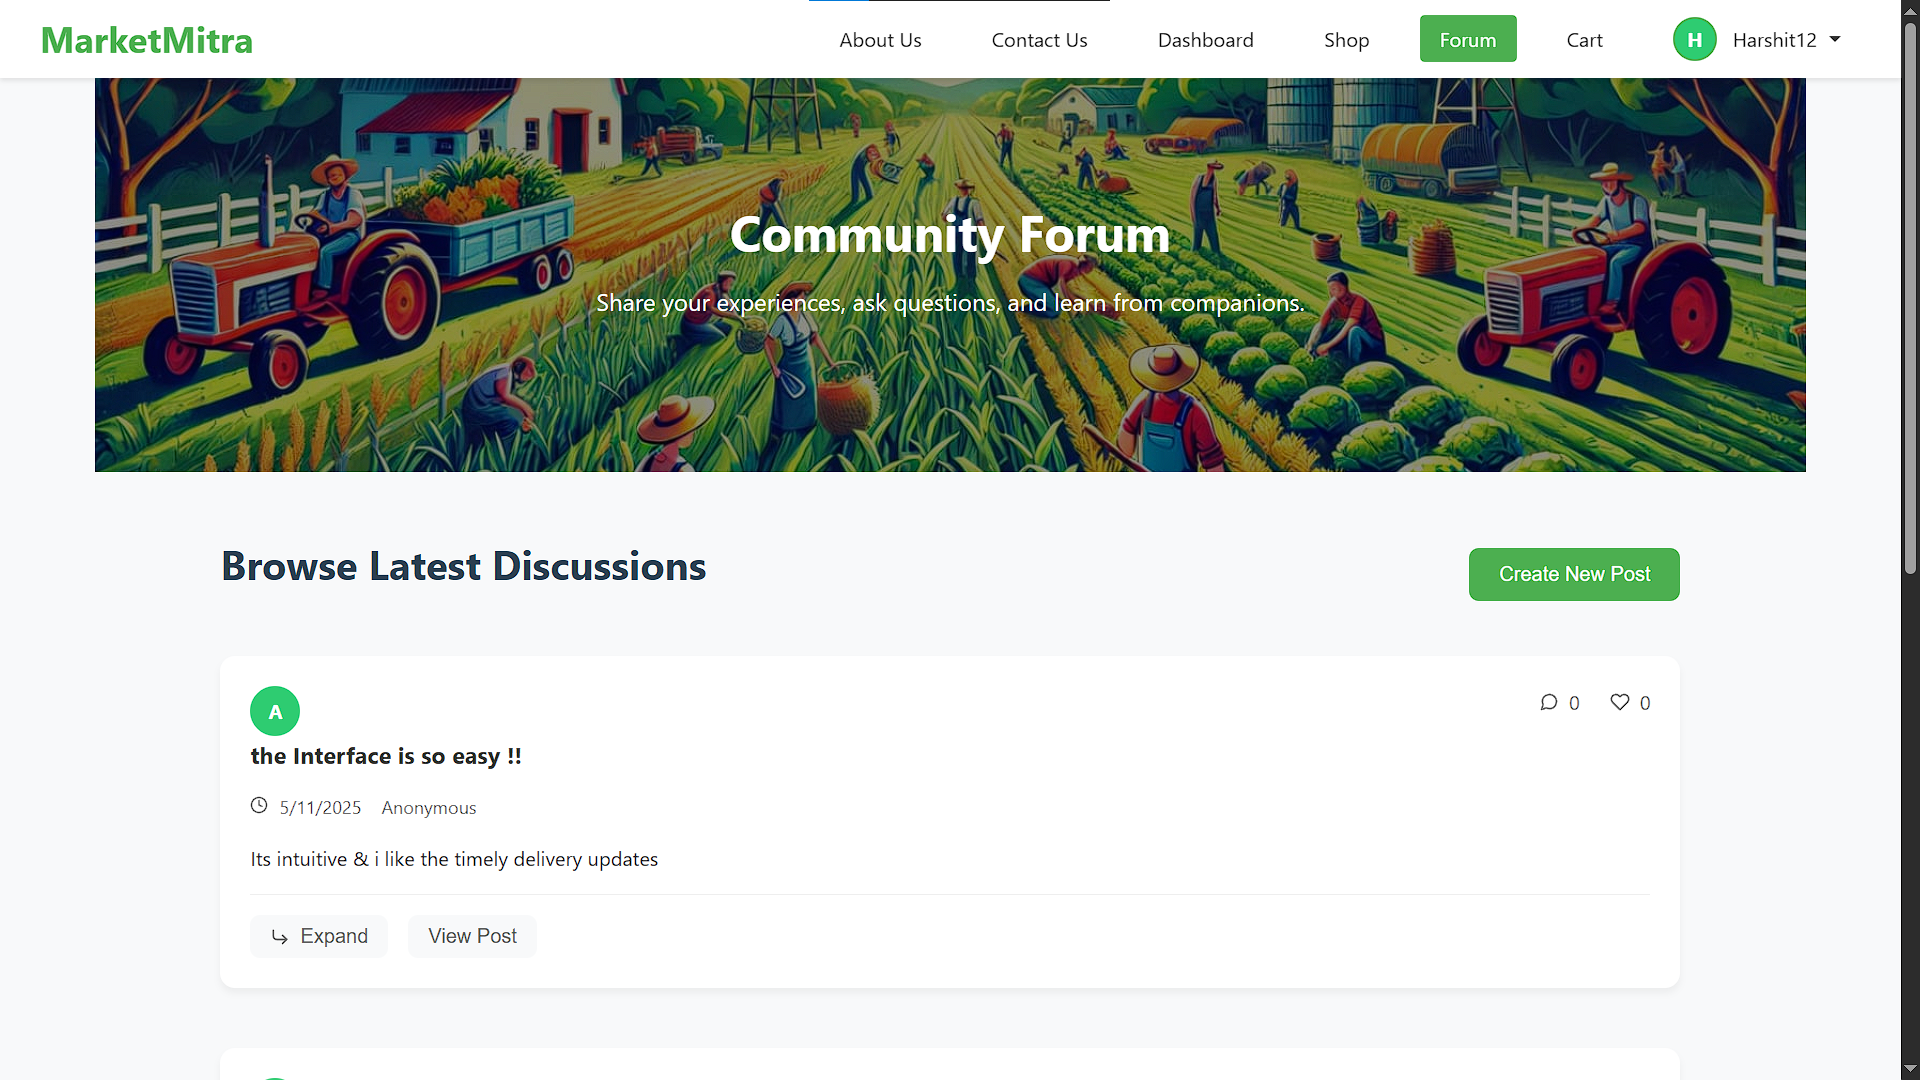 MarketMitra
About Us
Contact Us
Dashboard
Shop
Forum
Cart
H
Harshit12
Community Forum
Share your experiences, ask questions, and learn from companions.
Browse Latest Discussions
Create New Post
A
0
0
the Interface is so easy !!
5/11/2025 Anonymous
Its intuitive & i like the timely delivery updates
Expand
View Post